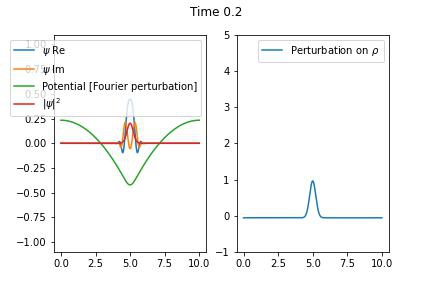 Time 0.2
1.00
0.75
0.50
0.25
0.00
−0.25
−0.50
−0.75
−1.00
0.0 2.5 5.0 7.5 10.0
ψ Re
ψ Im
Potential [Fourier perturbation]
|ψ|²
5
4
3
2
1
0
−1
0.0 2.5 5.0 7.5 10.0
Perturbation on ρ